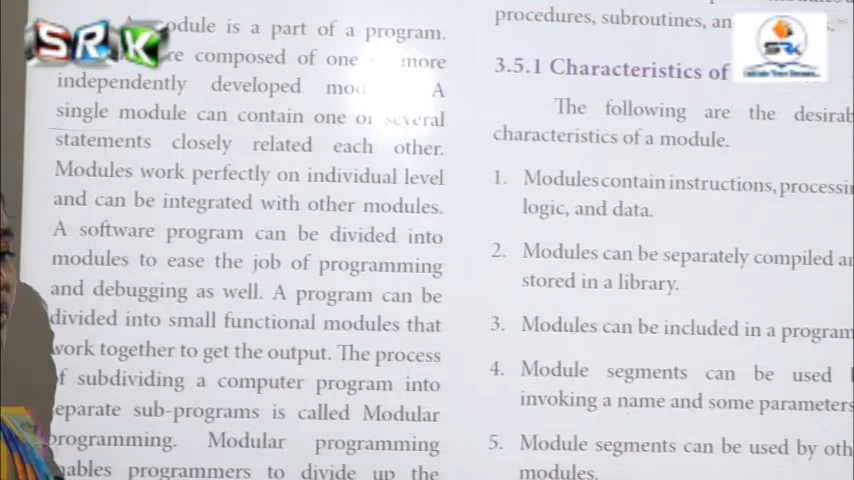 SRK
module is a part of a program.
composed of one more
independently developed A
single module can contain one or several
statements closely related each other.
Modules work perfectly on individual level
and can be integrated with other modules.
A software program can be divided into
modules to ease the job of programming
and debugging as well. A program can be
divided into small functional modules that
work together to get the output. The process
of subdividing a computer program into
separate sub-programs is called Modular
programming. Modular programming
enables programmers to divide up the
procedures, subroutines, an
SRK
3.5.1 Characteristics of
The following are the desirab
characteristics of a module.
1. Modules contain instructions, processin
logic, and data.
2. Modules can be separately compiled an
stored in a library.
3. Modules can be included in a program
4. Module segments can be used b
invoking a name and some parameters
5. Module segments can be used by oth
modules.